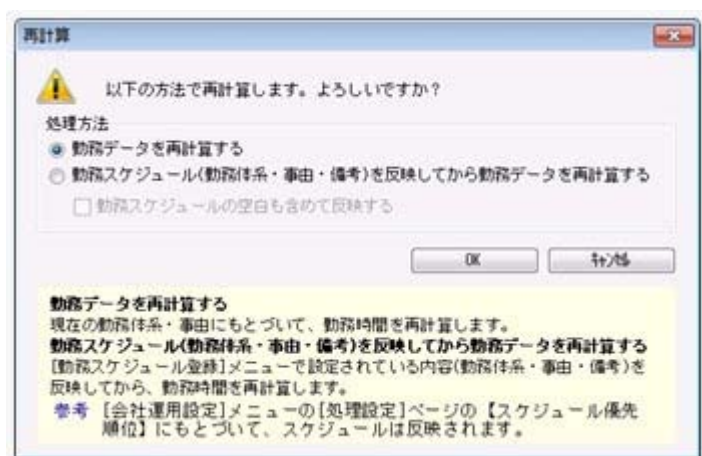 再計算
以下の方法で再計算します。よろしいですか？
処理方法
勤務データを再計算する
勤務スケジュール(勤務体系・事由・備考)を反映してから勤務データを再計算する
勤務スケジュールの空白も含めて反映する
OK
ｷｬﾝｾﾙ
勤務データを再計算する
現在の勤務体系・事由にもとづいて、勤務時間を再計算します。
勤務スケジュール(勤務体系・事由・備考)を反映してから勤務データを再計算する
[勤務スケジュール登録]メニューで設定されている内容(勤務体系・事由・備考)を
反映してから、勤務時間を再計算します。
参考 [会社運用設定]メニューの[処理設定]ページの【スケジュール優先
順位】にもとづいて、スケジュールは反映されます。